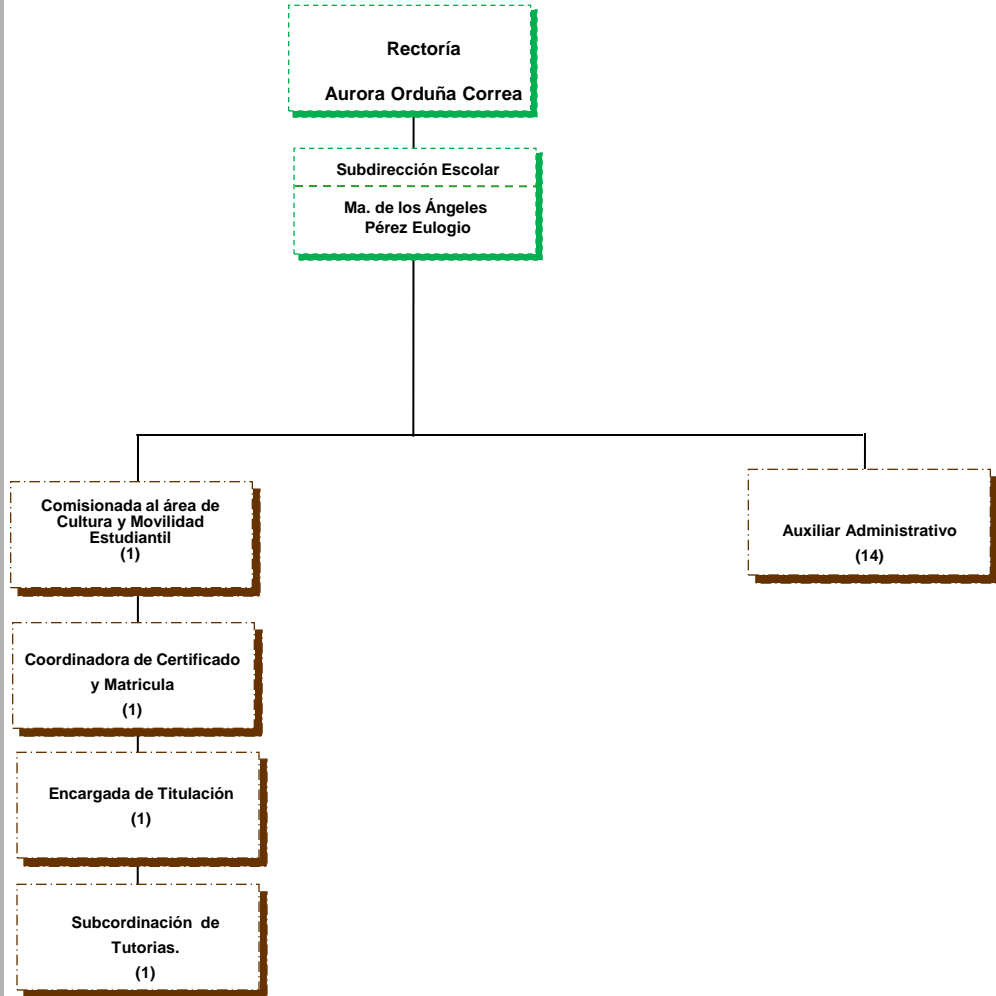 Rectoría
Aurora Orduña Correa
Subdirección Escolar
Ma. de los Ángeles
Pérez Eulogio
Comisionada al área de
Cultura y Movilidad
Estudiantil
(1)
Auxiliar Administrativo
(14)
Coordinadora de Certificado
y Matricula
(1)
Encargada de Titulación
(1)
Subcordinación de
Tutorias.
(1)